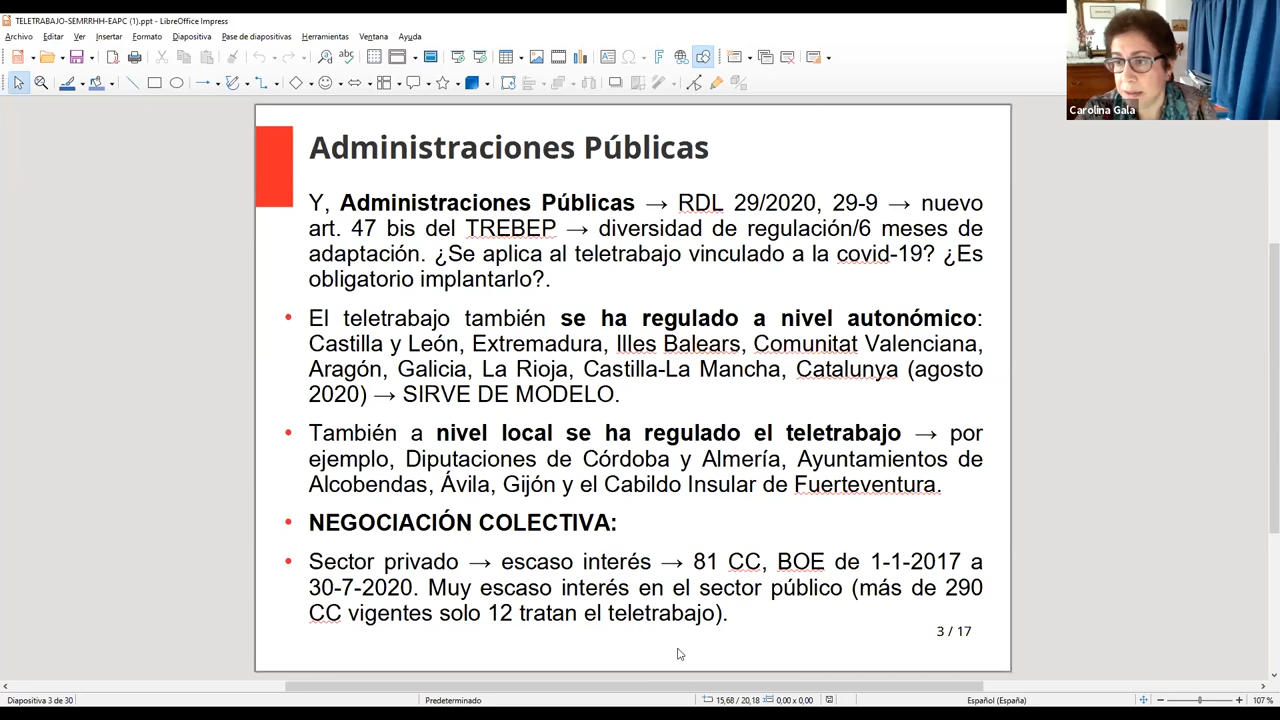 TELETRABAJO-SEMRRHH-EAPC (1).ppt - LibreOffice Impress
Archivo Editar Ver Insertar Formato Diapositiva Pase de diapositivas Herramientas Ventana Ayuda
Carolina Gala
Administraciones Públicas
Y, Administraciones Públicas → RDL 29/2020, 29-9 → nuevo
art. 47 bis del TREBEP → diversidad de regulación/6 meses de
adaptación. ¿Se aplica al teletrabajo vinculado a la covid-19? ¿Es
obligatorio implantarlo?.
• El teletrabajo también se ha regulado a nivel autonómico:
Castilla y León, Extremadura, Illes Balears, Comunitat Valenciana,
Aragón, Galicia, La Rioja, Castilla-La Mancha, Catalunya (agosto
2020) → SIRVE DE MODELO.
• También a nivel local se ha regulado el teletrabajo → por
ejemplo, Diputaciones de Córdoba y Almería, Ayuntamientos de
Alcobendas, Ávila, Gijón y el Cabildo Insular de Fuerteventura.
• NEGOCIACIÓN COLECTIVA:
• Sector privado → escaso interés → 81 CC, BOE de 1-1-2017 a
30-7-2020. Muy escaso interés en el sector público (más de 290
CC vigentes solo 12 tratan el teletrabajo).
3 / 17
Diapositiva 3 de 30 Predeterminado 15,68 / 20,18 0,00 x 0,00 Español (España) 107 %